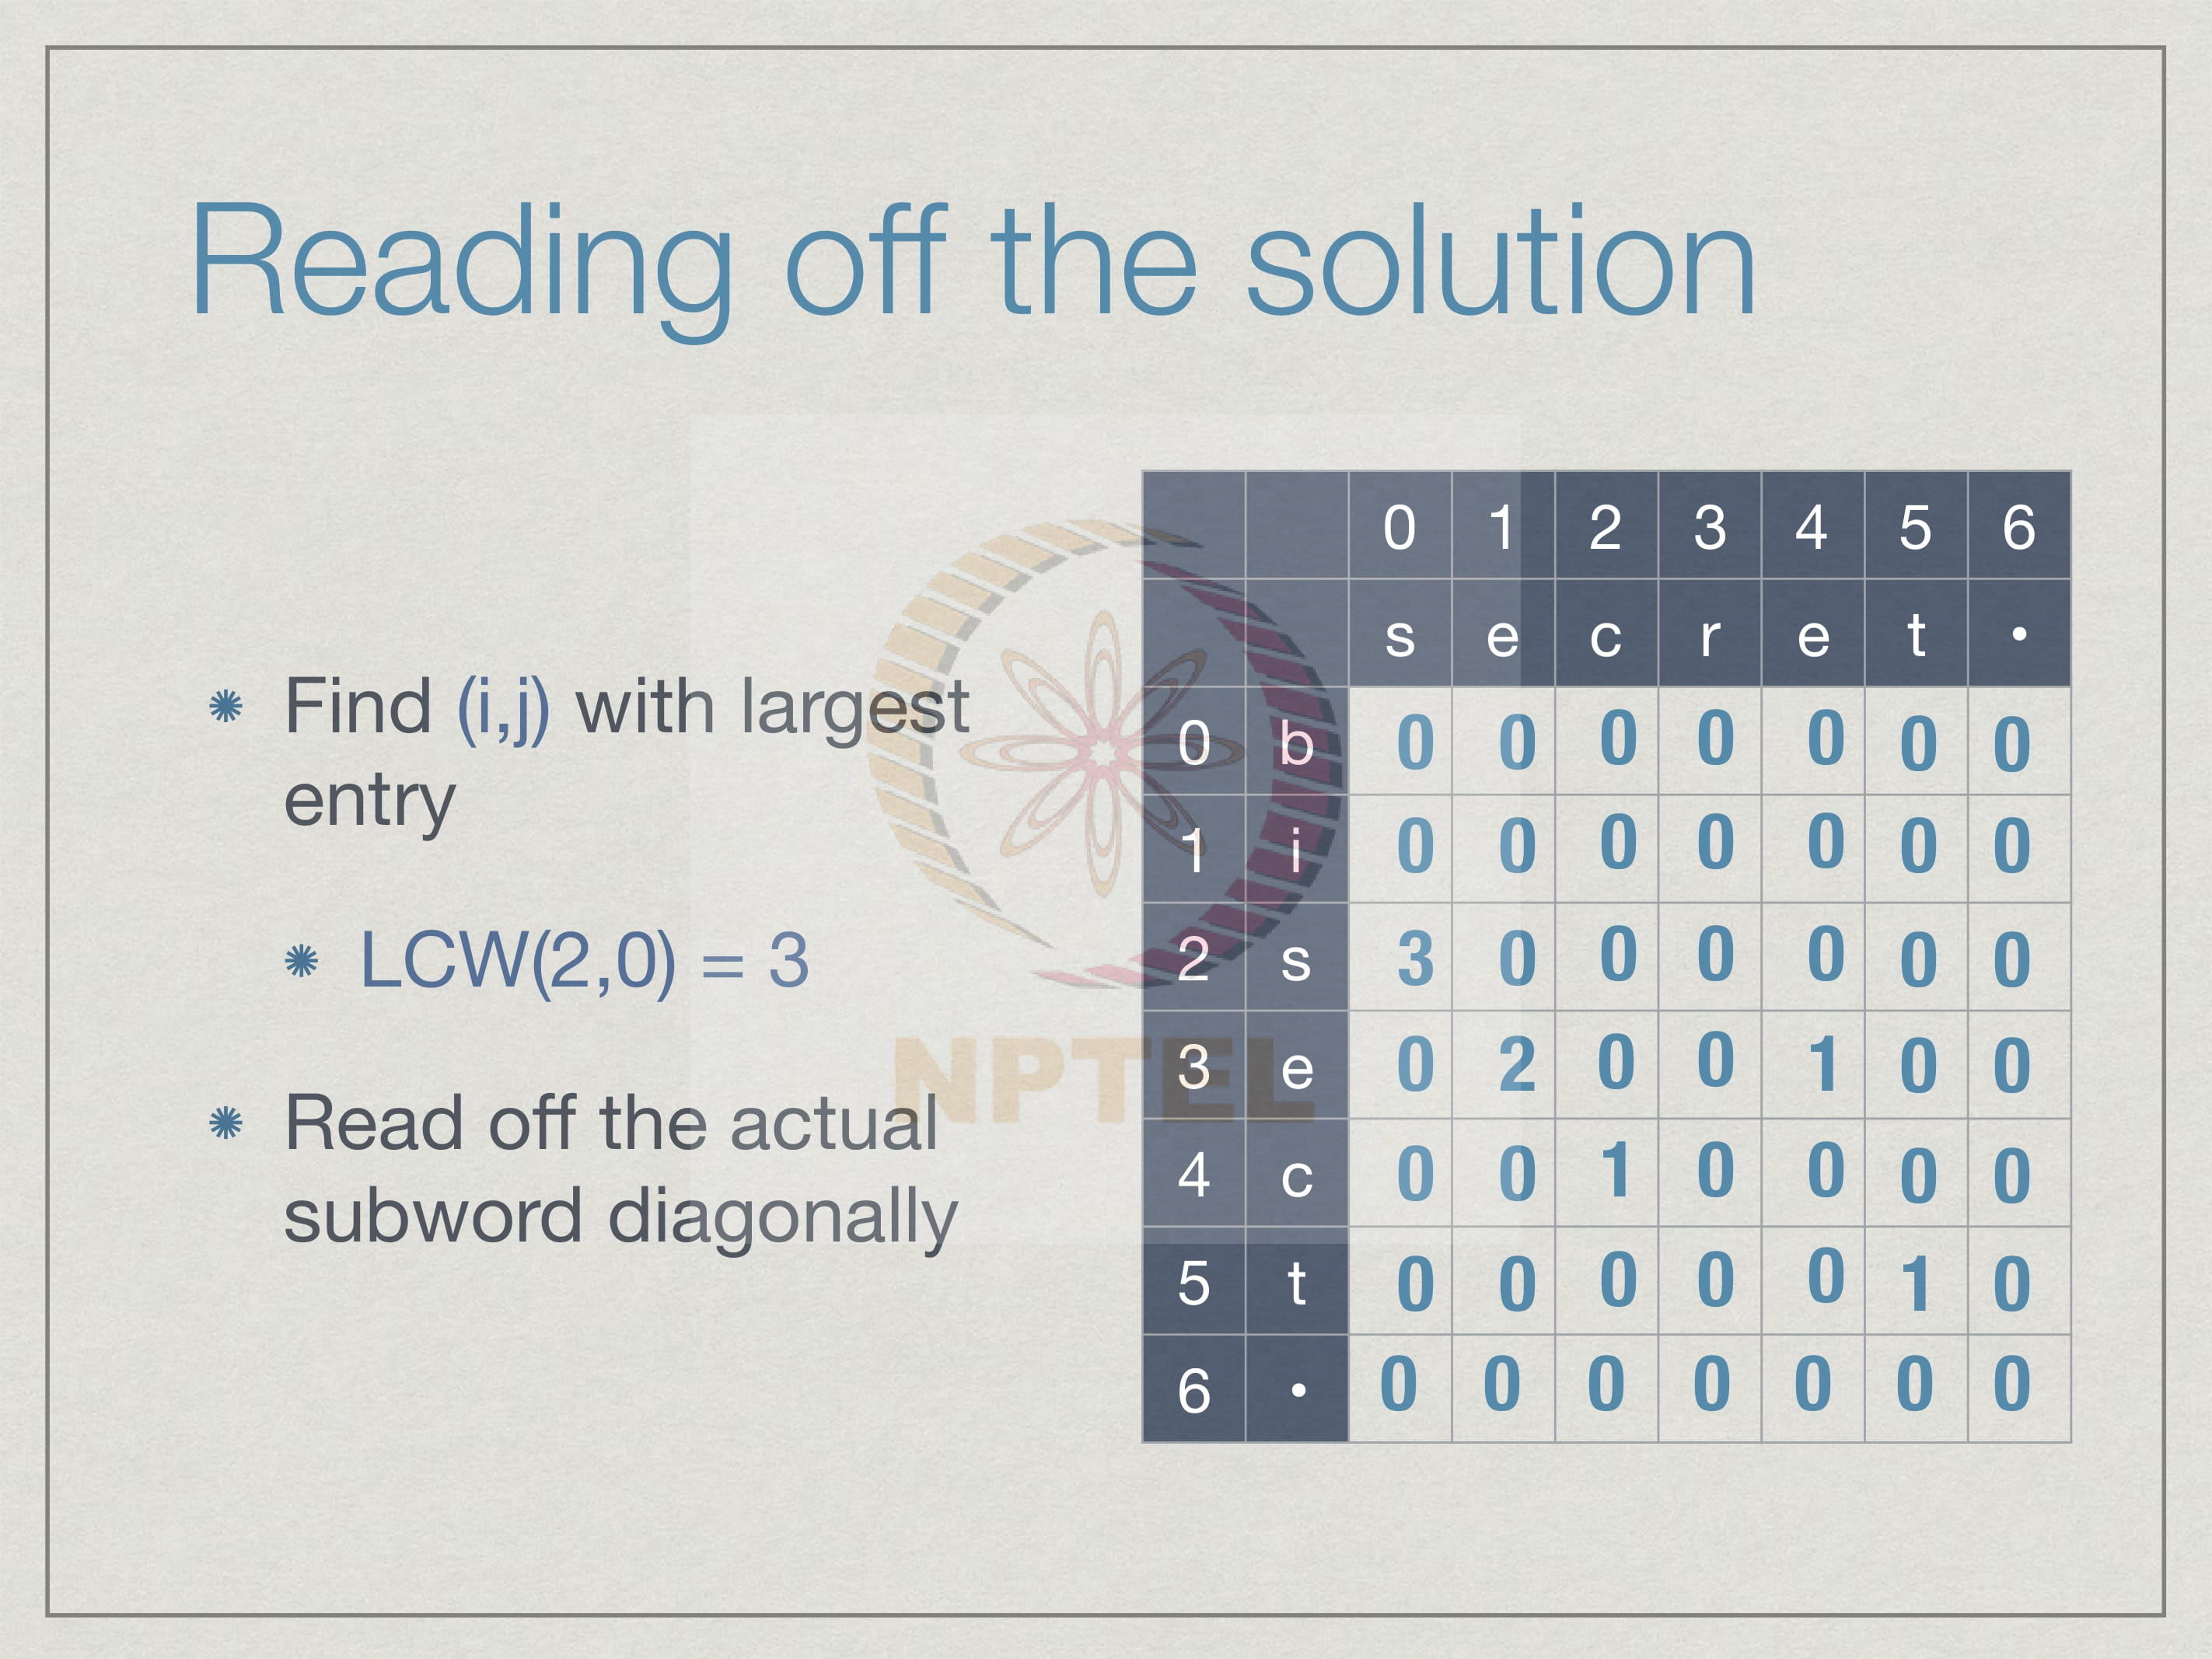 Reading off the solution
Find (i,j) with largest
entry
LCW(2,0) = 3
Read off the actual
subword diagonally
0 1 2 3 4 5 6
s e c r e t •
0 b 0 0 0 0 0 0 0
1 i 0 0 0 0 0 0 0
2 s 3 0 0 0 0 0 0
3 e 0 2 0 0 1 0 0
4 c 0 0 1 0 0 0 0
5 t 0 0 0 0 0 1 0
6 • 0 0 0 0 0 0 0
NPTEL